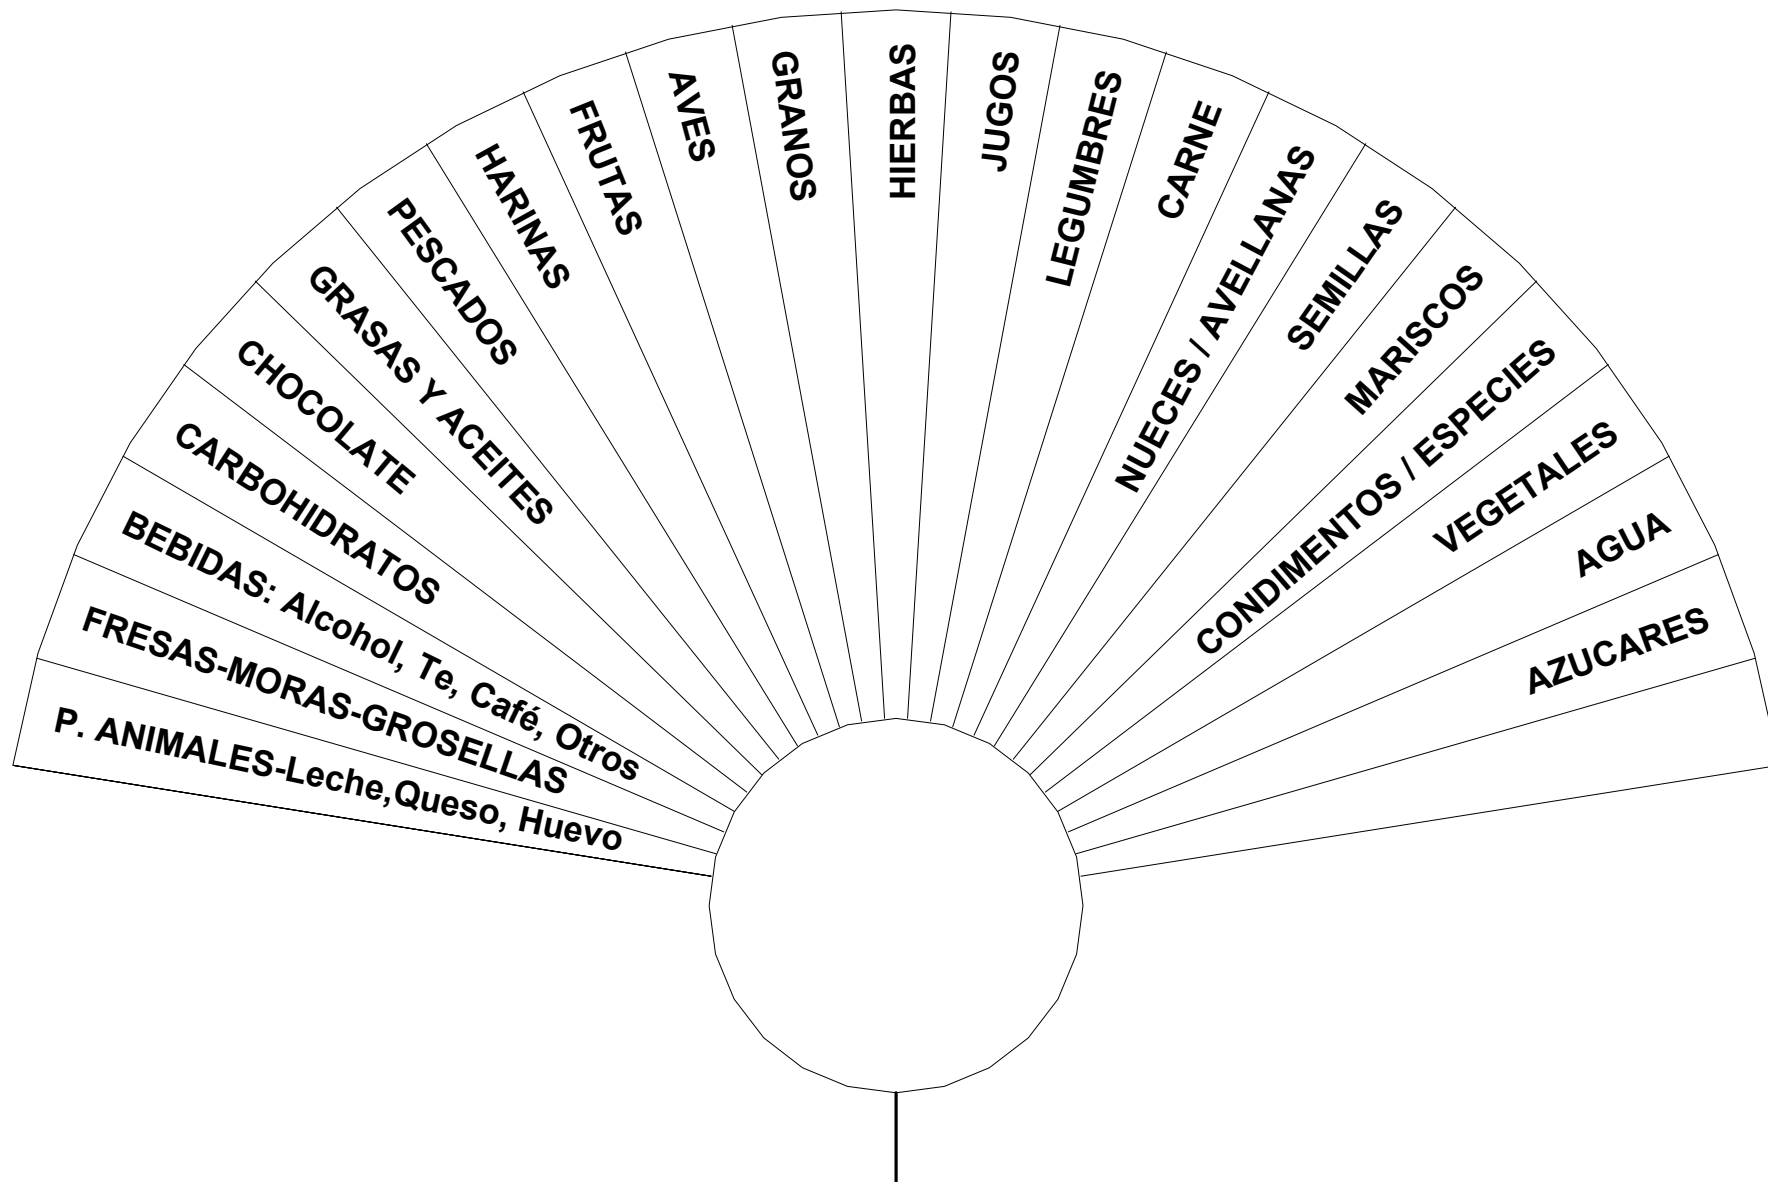 P. ANIMALES-Leche,Queso, Huevo
FRESAS-MORAS-GROSELLAS
BEBIDAS: Alcohol, Te, Café, Otros
CARBOHIDRATOS
CHOCOLATE
GRASAS Y ACEITES
PESCADOS
HARINAS
FRUTAS
AVES
GRANOS
HIERBAS
JUGOS
LEGUMBRES
CARNE
NUECES / AVELLANAS
SEMILLAS
MARISCOS
CONDIMENTOS / ESPECIES
VEGETALES
AGUA
AZUCARES